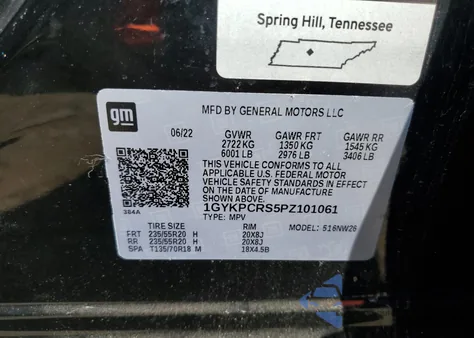 Spring Hill, Tennessee
gm
MFD BY GENERAL MOTORS LLC
06/22 GVWR GAWR FRT GAWR RR
2722 KG 1350 KG 1545 KG
6001 LB 2976 LB 3406 LB
THIS VEHICLE CONFORMS TO ALL
APPLICABLE U.S. FEDERAL MOTOR
VEHICLE SAFETY STANDARDS IN EFFECT
ON THE DATE OF MANUFACTURE
SHOWN ABOVE.
1GYKPCRS5PZ101061
384A TYPE: MPV
TIRE SIZE RIM MODEL: 616NW26
FRT 235/55R20 H 20X8J
RR 235/55R20 H 20X8J
SPA T135/70R18 M 18X4.5B